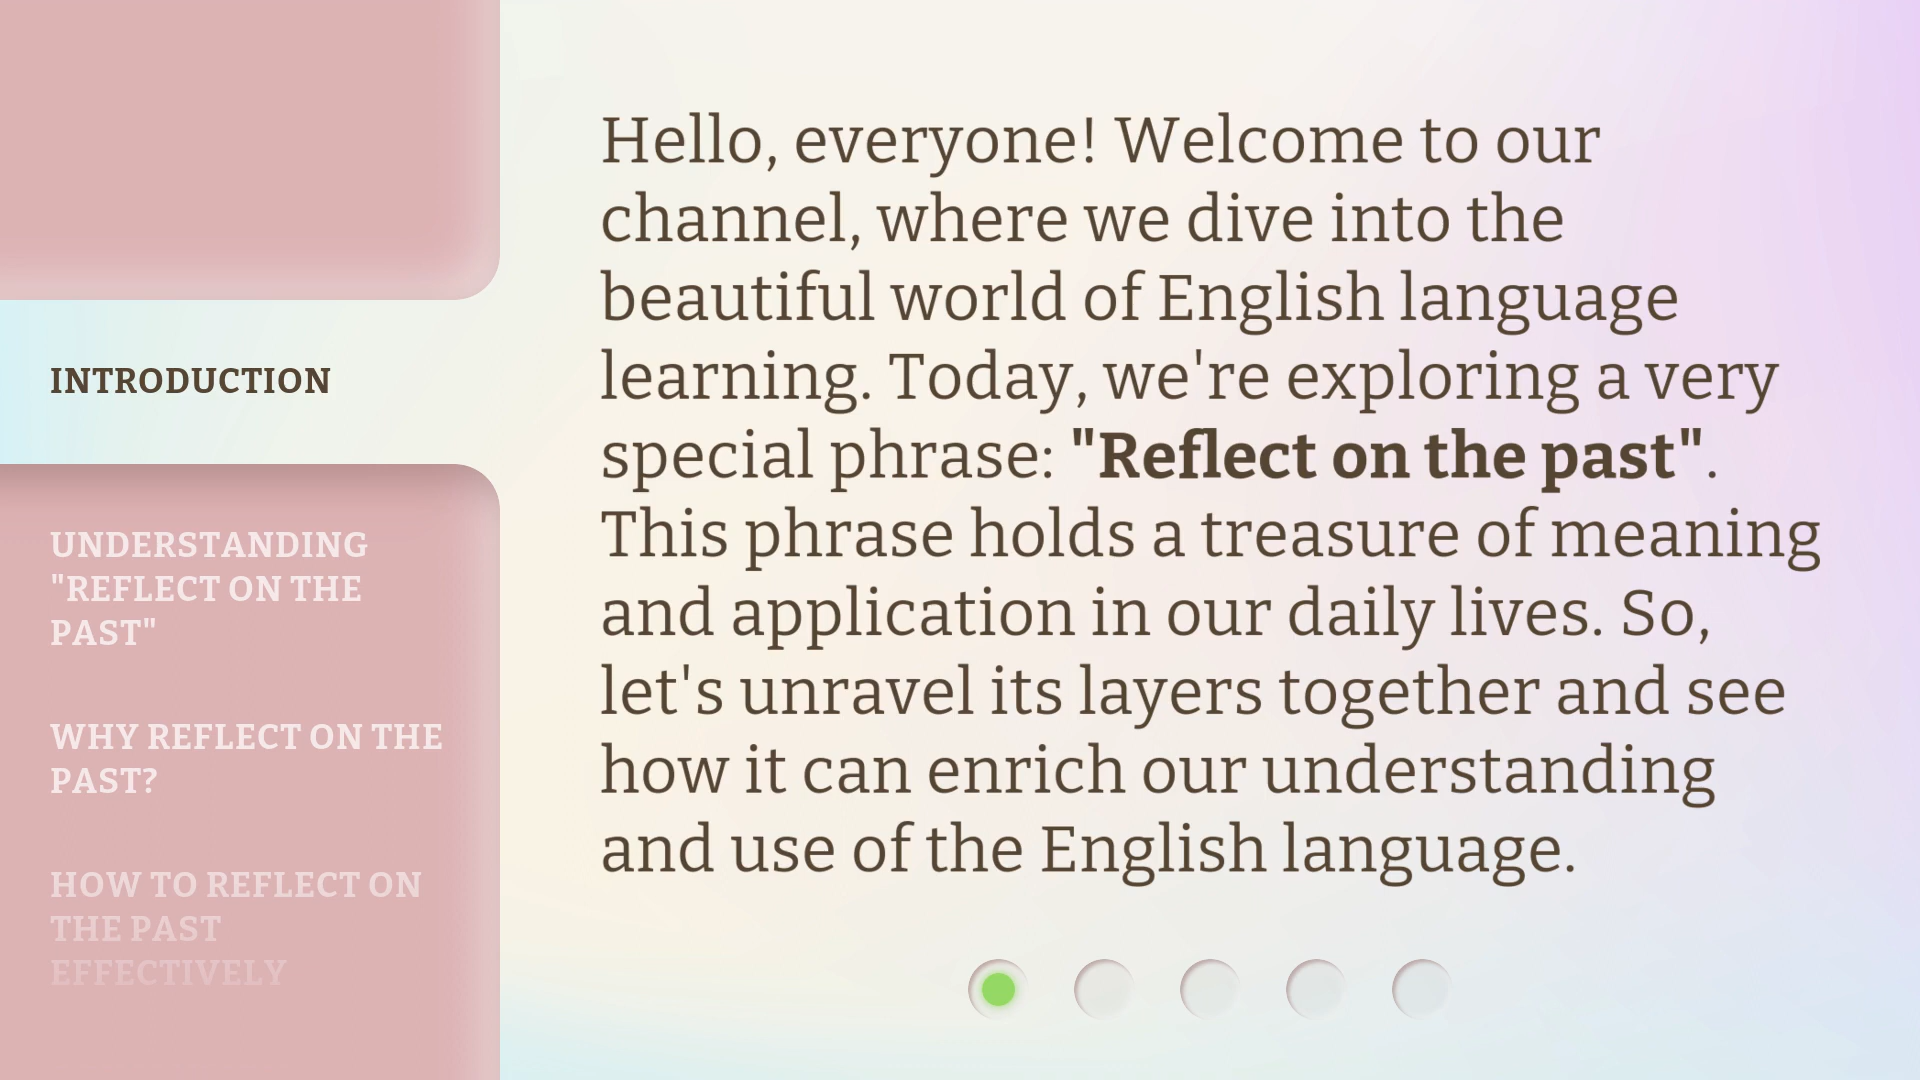 INTRODUCTION
UNDERSTANDING
"REFLECT ON THE
PAST"
WHY REFLECT ON THE
PAST?
HOW TO REFLECT ON
THE PAST
EFFECTIVELY
Hello, everyone! Welcome to our
channel, where we dive into the
beautiful world of English language
learning. Today, we're exploring a very
special phrase: "Reflect on the past".
This phrase holds a treasure of meaning
and application in our daily lives. So,
let's unravel its layers together and see
how it can enrich our understanding
and use of the English language.